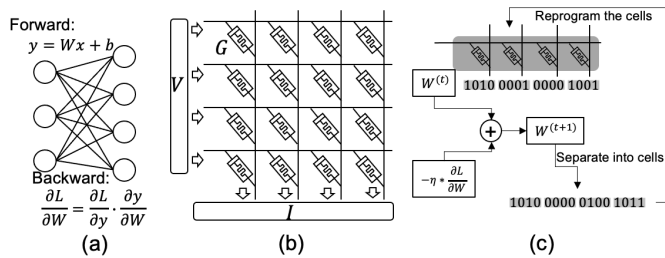 Forward:
y = Wx + b
Backward:
∂L/∂W = ∂L/∂y · ∂y/∂W
(a)
V
G
I
(b)
Reprogram the cells
W^(t)
1010 0001 0000 1001
+
W^(t+1)
−η * ∂L/∂W
Separate into cells
1010 0000 0100 1011
(c)